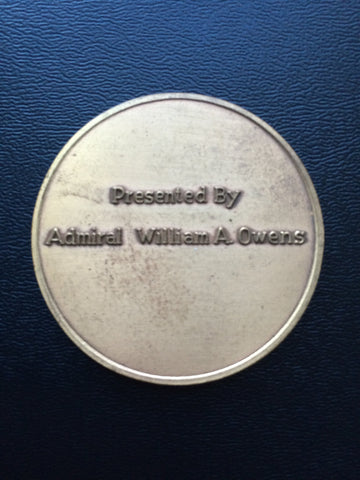 Presented By
Admiral William A. Owens